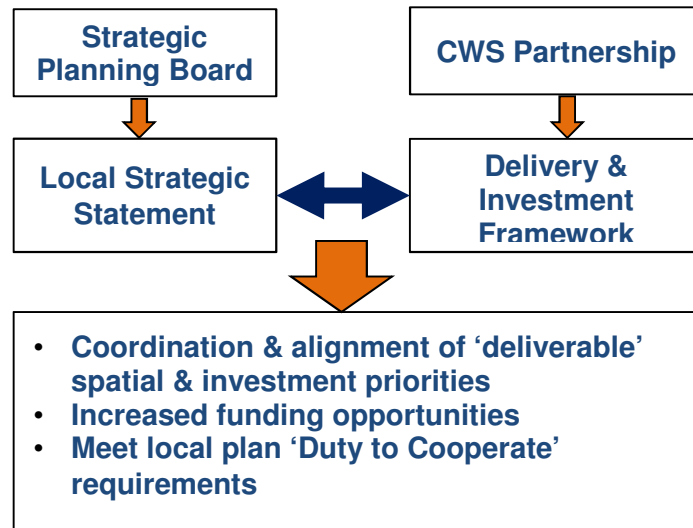 Strategic
Planning Board
CWS Partnership
Local Strategic
Statement
Delivery &
Investment
Framework
• Coordination & alignment of ‘deliverable’
spatial & investment priorities
• Increased funding opportunities
• Meet local plan ‘Duty to Cooperate’
requirements